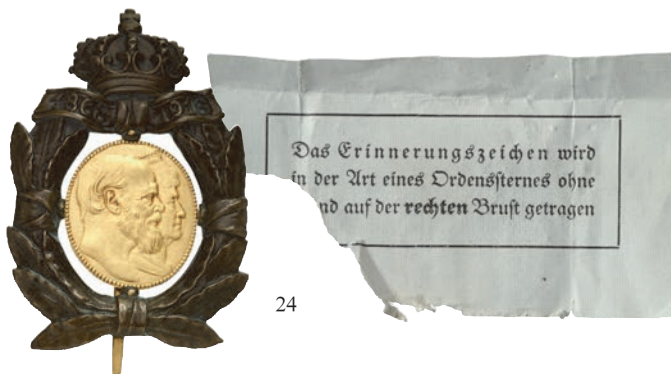 Das Erinnerungszeichen wird
in der Art eines Ordenssternes ohne
nd auf der rechten Brust getragen
24